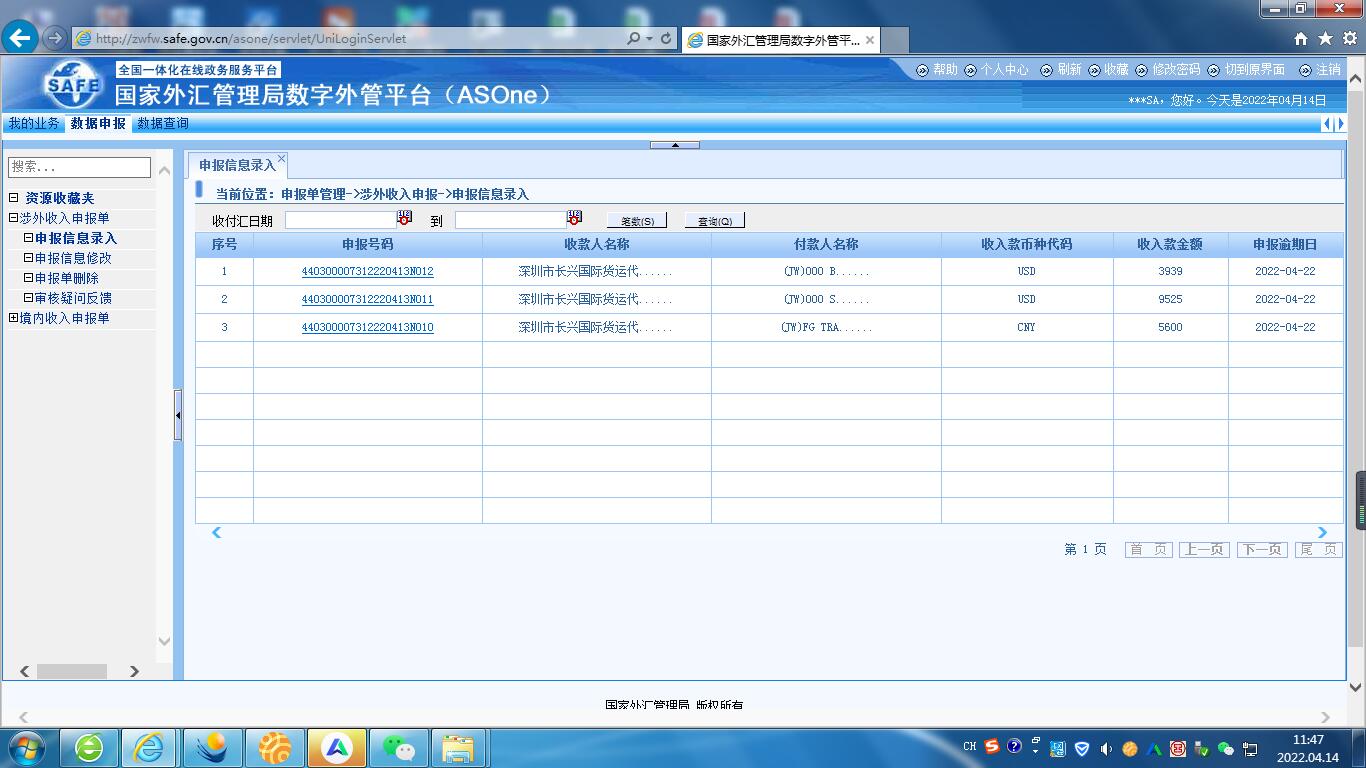 http://zwfw.safe.gov.cn/asone/servlet/UniLoginServlet
国家外汇管理局数字外管平...
SAFE
全国一体化在线政务服务平台
国家外汇管理局数字外管平台（ASOne）
帮助 个人中心 刷新 收藏 修改密码 切到原界面 注销
***SA，您好。今天是2022年04月14日
我的业务 数据申报 数据查询
搜索...
资源收藏夹
涉外收入申报单
申报信息录入
申报信息修改
申报单删除
审核疑问反馈
境内收入申报单
申报信息录入
当前位置：申报单管理->涉外收入申报->申报信息录入
收付汇日期 到 笔数(S) 查询(Q)
序号 申报号码 收款人名称 付款人名称 收入款币种代码 收入款金额 申报逾期日
1 440300007312220413N012 深圳市长兴国际货运代...... (JW)OOO B...... USD 3939 2022-04-22
2 440300007312220413N011 深圳市长兴国际货运代...... (JW)OOO S...... USD 9525 2022-04-22
3 440300007312220413N010 深圳市长兴国际货运代...... (JW)FG TRA...... CNY 5600 2022-04-22
第 1 页 首 页 上一页 下一页 尾 页
国家外汇管理局 版权所有
CH
11:47
2022.04.14